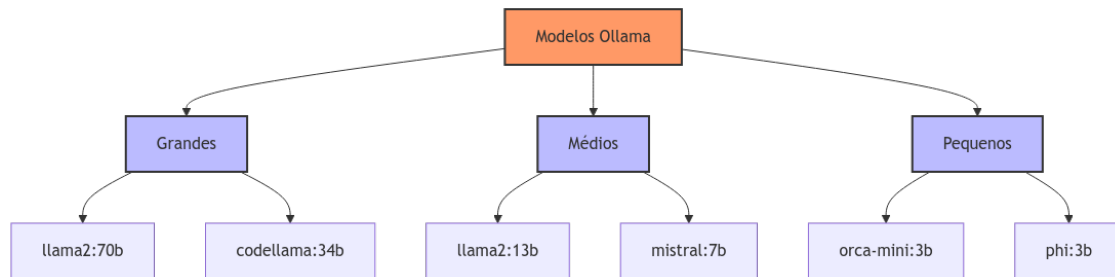 Modelos Ollama
Grandes
Médios
Pequenos
llama2:70b
codellama:34b
llama2:13b
mistral:7b
orca-mini:3b
phi:3b